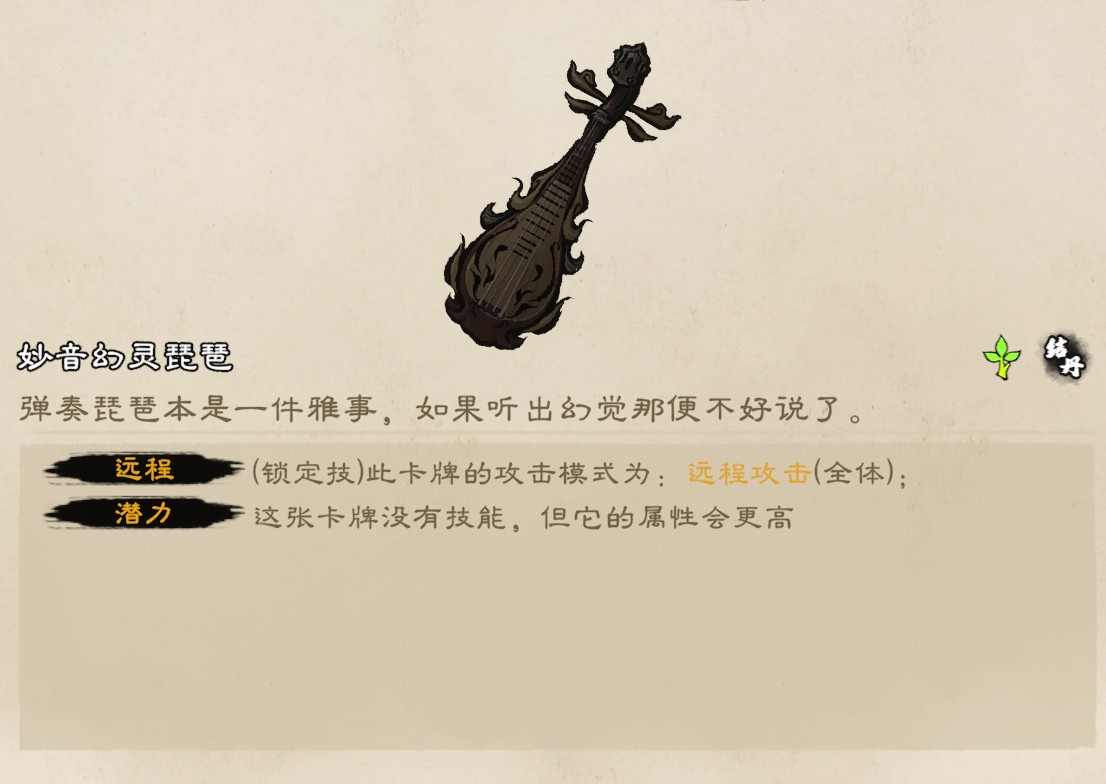 妙音幻灵琵琶
结丹
弹奏琵琶本是一件雅事，如果听出幻觉那便不好说了。
远程 (锁定技)此卡牌的攻击模式为：远程攻击(全体)；
潜力 这张卡牌没有技能，但它的属性会更高